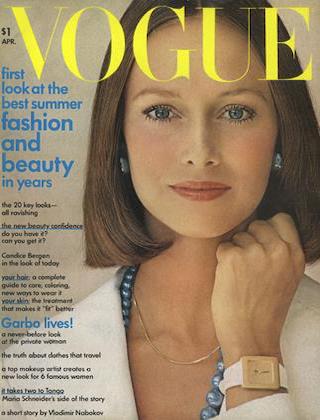 VOGUE
$1
APR.
first
look at the
best summer
fashion
and
beauty
in years
the 20 key looks—
all ravishing
the new beauty confidence
do you have it?
can you get it?
Candice Bergen
in the look of today
your hair: a complete
guide to care, coloring,
new ways to wear it
your skin: the treatment
that makes it "fit" better
Garbo lives!
a never-before look
at the private woman
the truth about clothes that travel
a top makeup artist creates a
new look for 6 famous women
it takes two to Tango
Maria Schneider's side of the story
a short story by Vladimir Nabokov